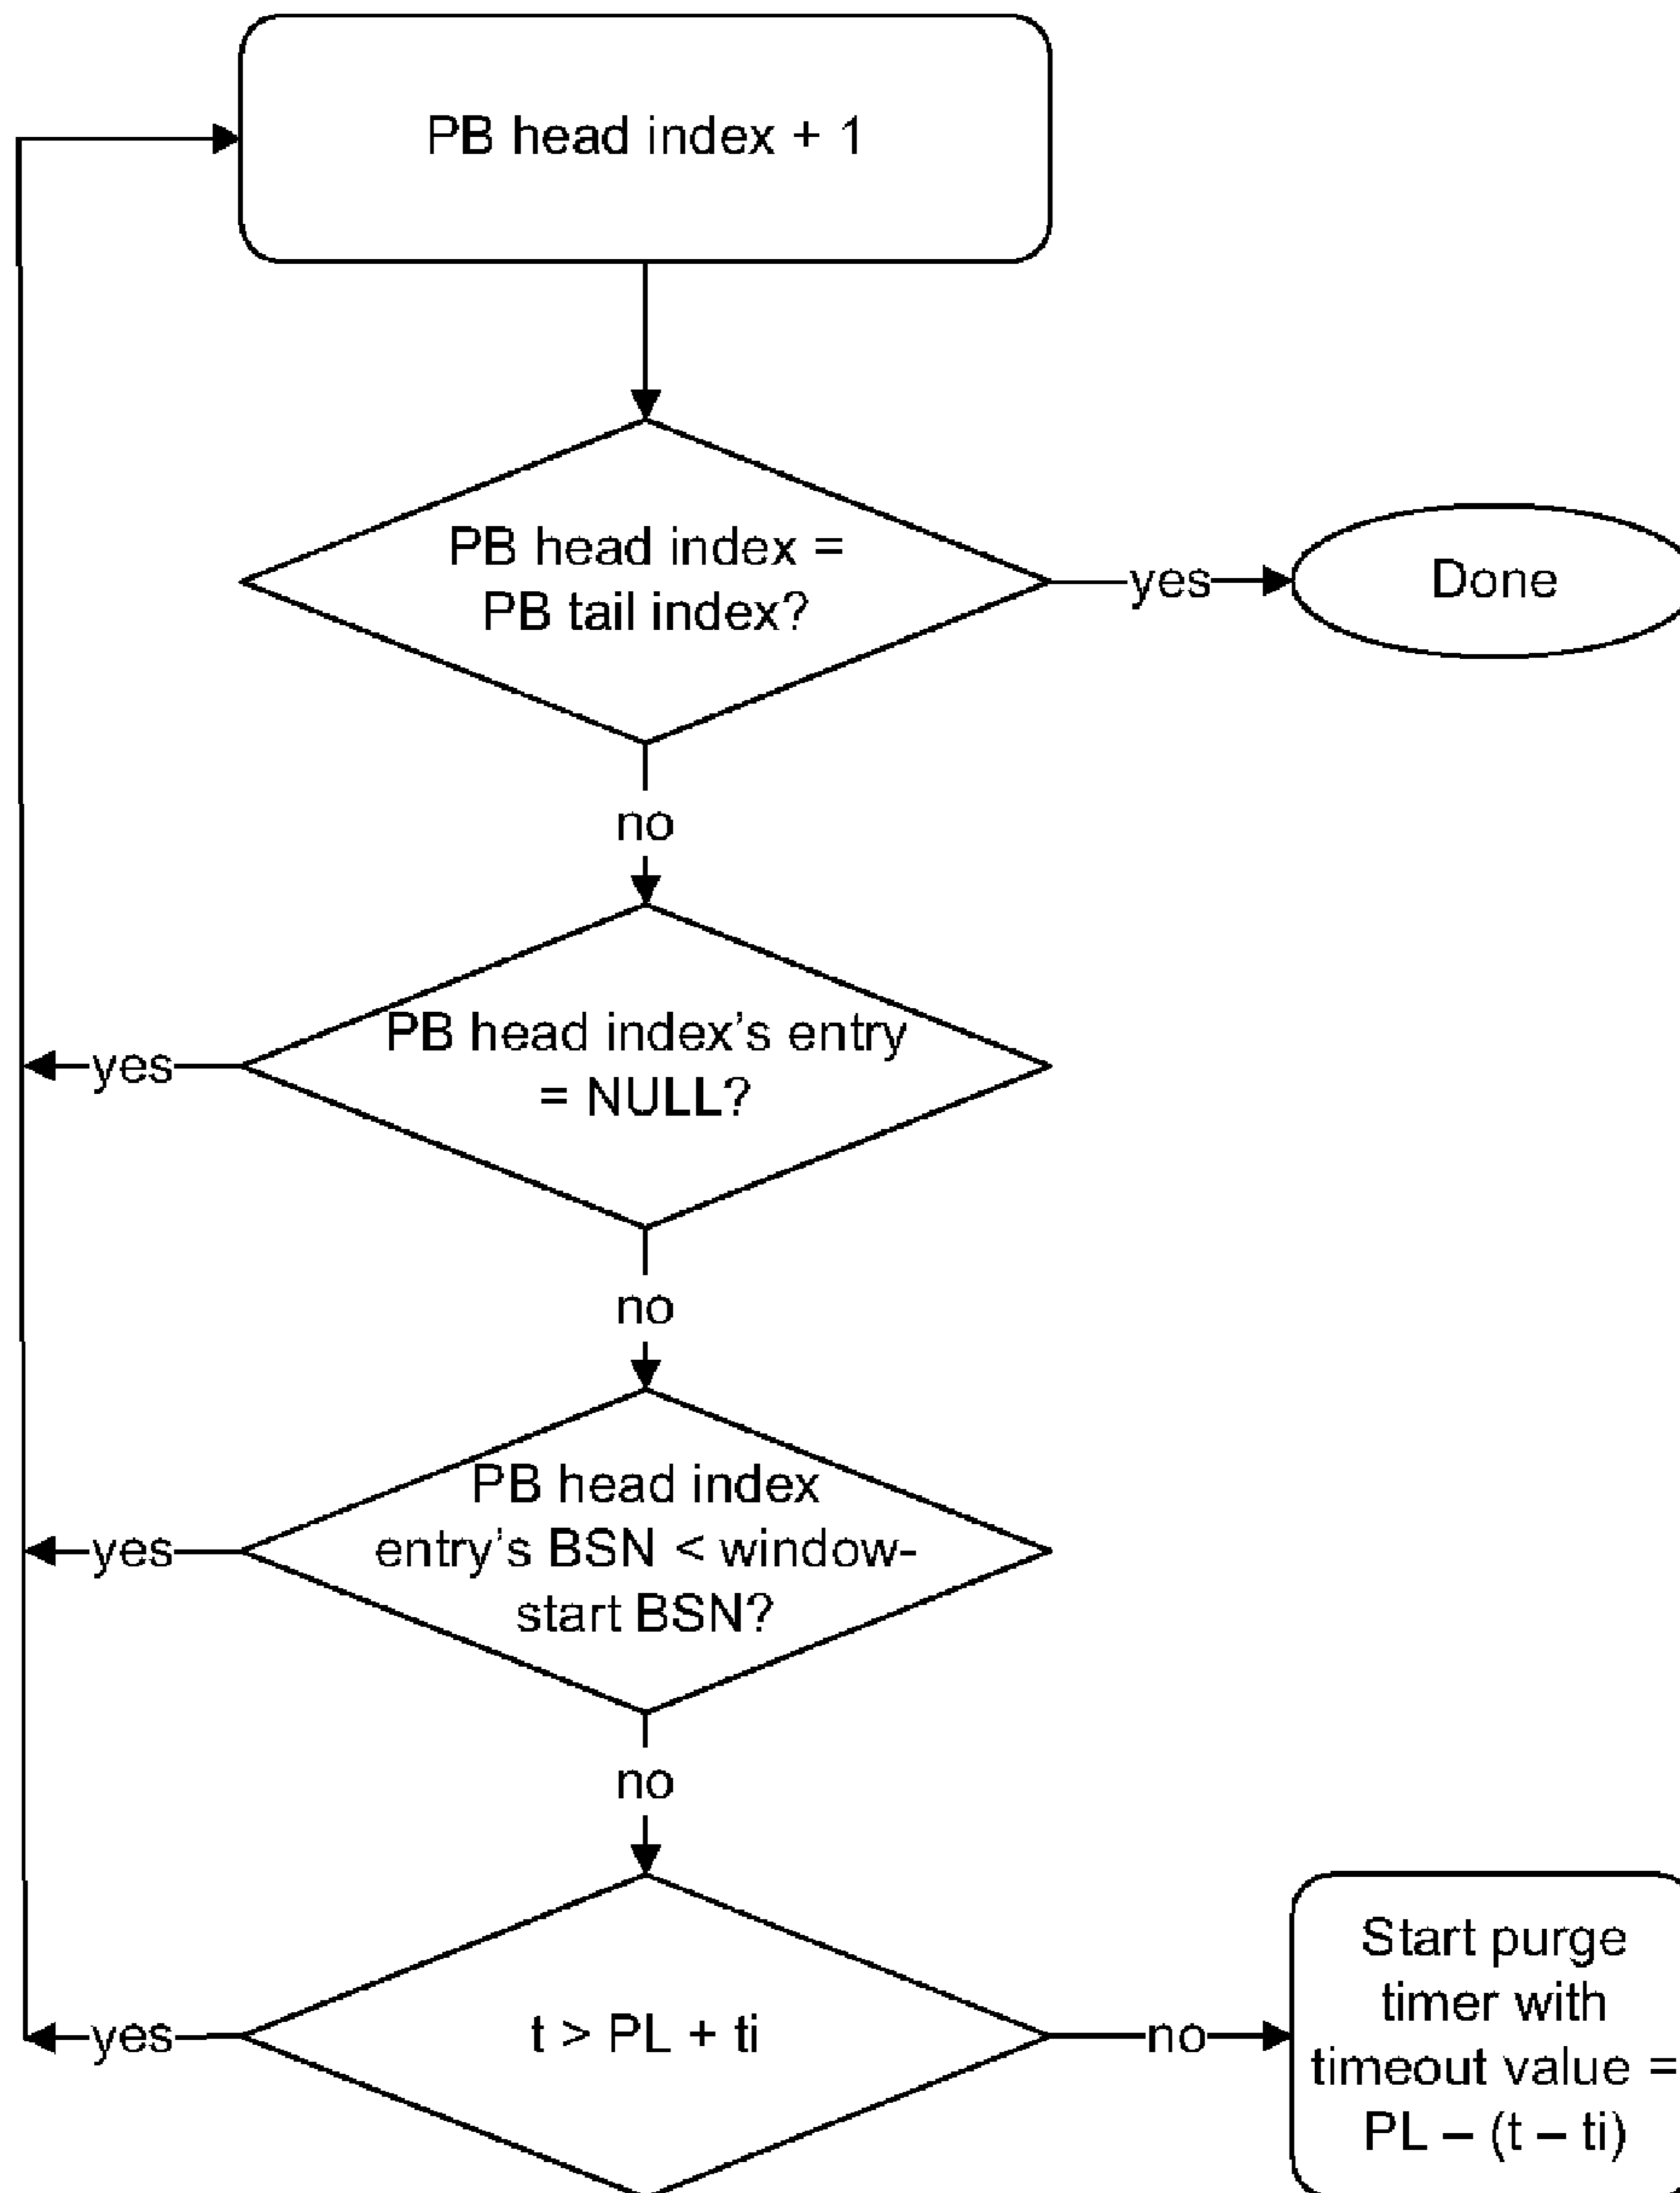 PB head index + 1
PB head index =
PB tail index?
yes
Done
no
PB head index's entry
= NULL?
yes
no
PB head index
entry's BSN < window-
start BSN?
yes
no
t > PL + ti
yes
no
Start purge
timer with
timeout value =
PL – (t – ti)